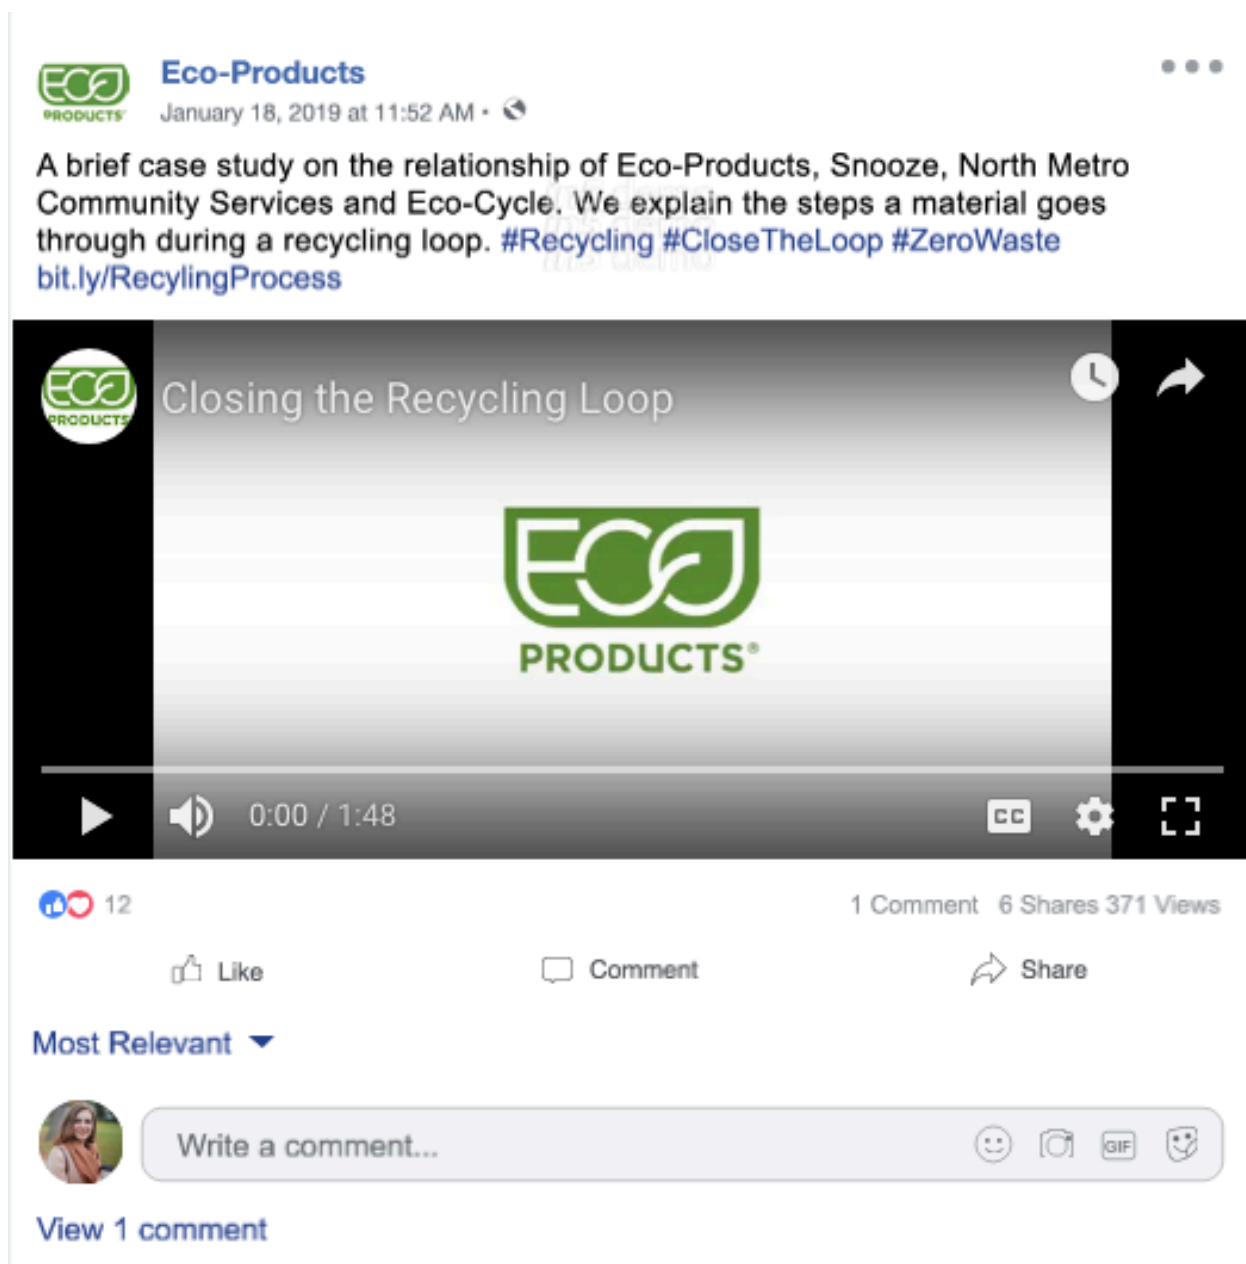 ECO
PRODUCTS
Eco-Products
January 18, 2019 at 11:52 AM ·
A brief case study on the relationship of Eco-Products, Snooze, North Metro
Community Services and Eco-Cycle. We explain the steps a material goes
through during a recycling loop. #Recycling #CloseTheLoop #ZeroWaste
bit.ly/RecylingProcess
ECO
PRODUCTS
Closing the Recycling Loop
ECO
PRODUCTS®
0:00 / 1:48
CC
12
1 Comment 6 Shares 371 Views
Like
Comment
Share
Most Relevant
Write a comment...
GIF
View 1 comment